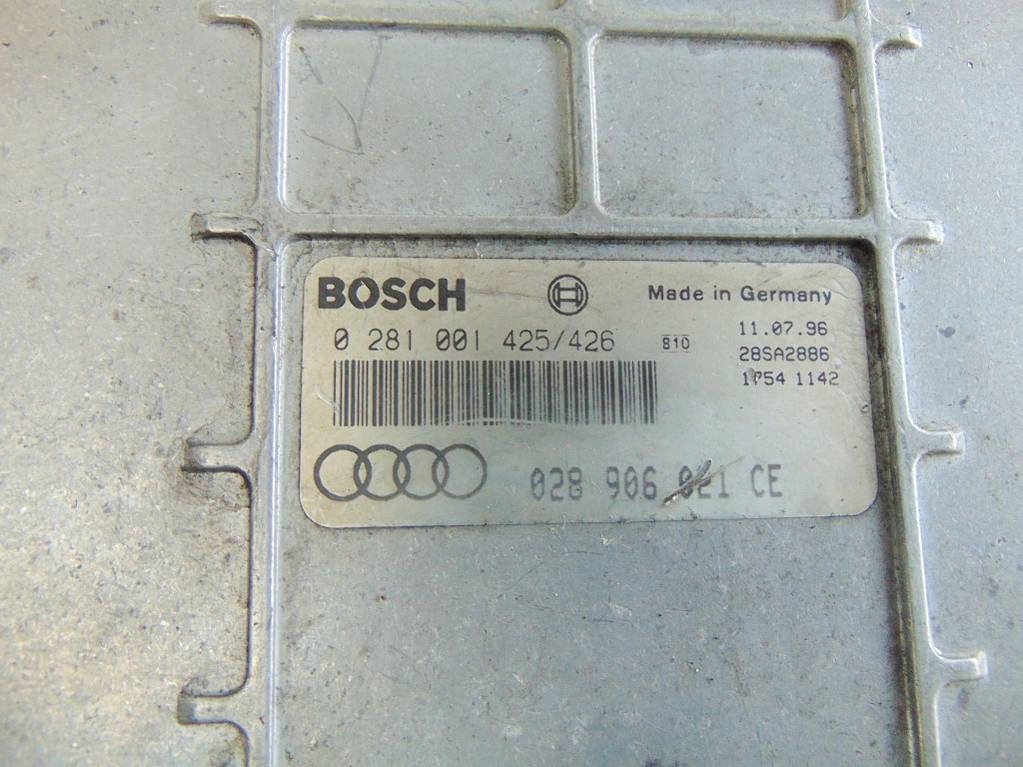 BOSCH Made in Germany
0 281 001 425/426 810 11.07.96
28SA2886
1754 1142
028 906 021 CE